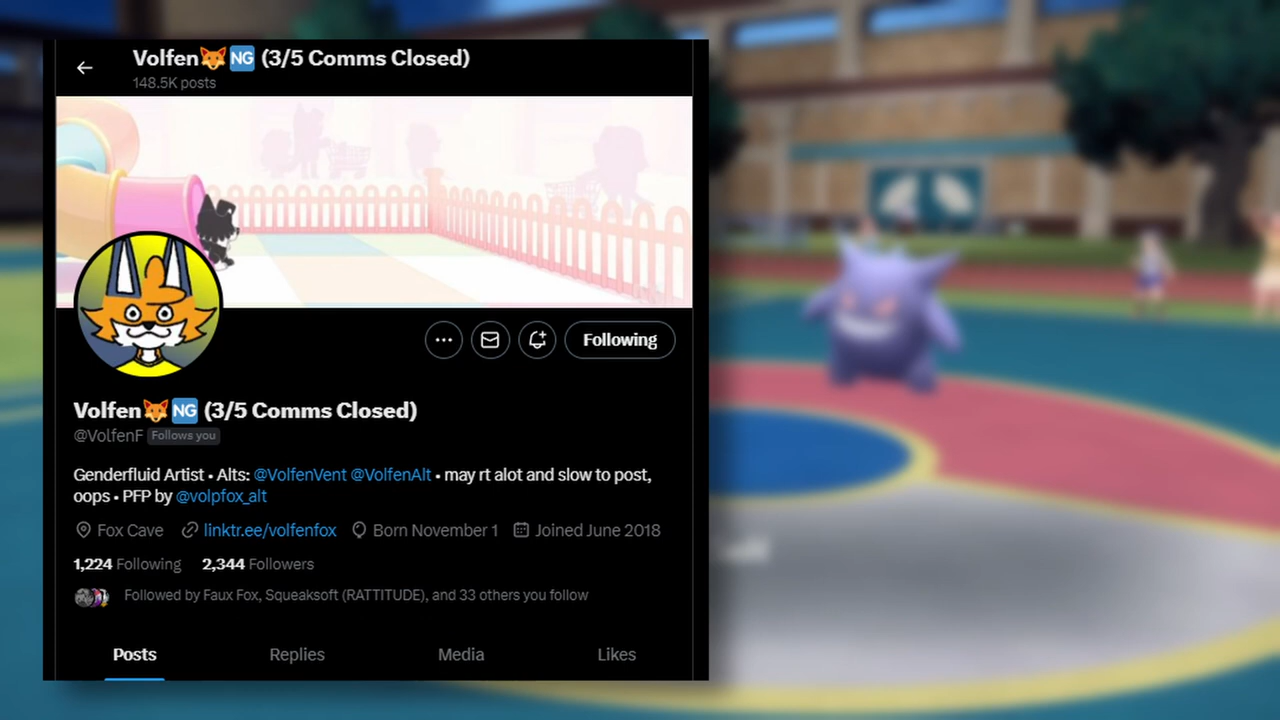 Volfen🦊🆖 (3/5 Comms Closed)
148.5K posts
Following
Volfen🦊🆖 (3/5 Comms Closed)
@VolfenF Follows you
Genderfluid Artist • Alts: @VolfenVent @VolfenAlt • may rt alot and slow to post,
oops • PFP by @volpfox_alt
Fox Cave linktr.ee/volfenfox Born November 1 Joined June 2018
1,224 Following 2,344 Followers
Followed by Faux Fox, Squeaksoft (RATTITUDE), and 33 others you follow
Posts Replies Media Likes